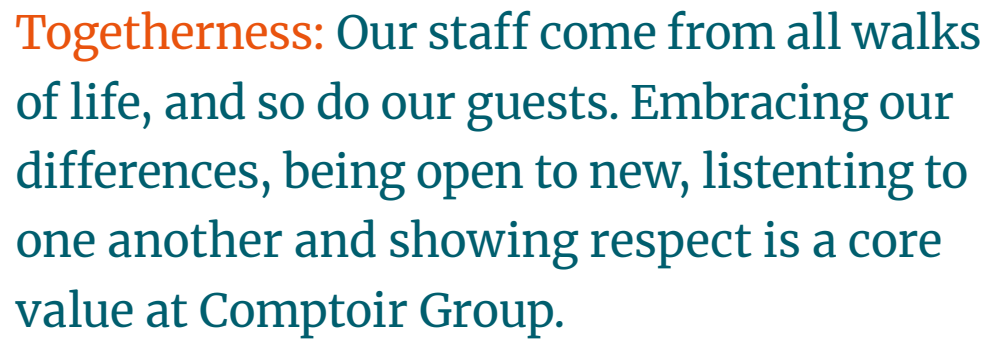 Togetherness: Our staff come from all walks
of life, and so do our guests. Embracing our
differences, being open to new, listenting to
one another and showing respect is a core
value at Comptoir Group.